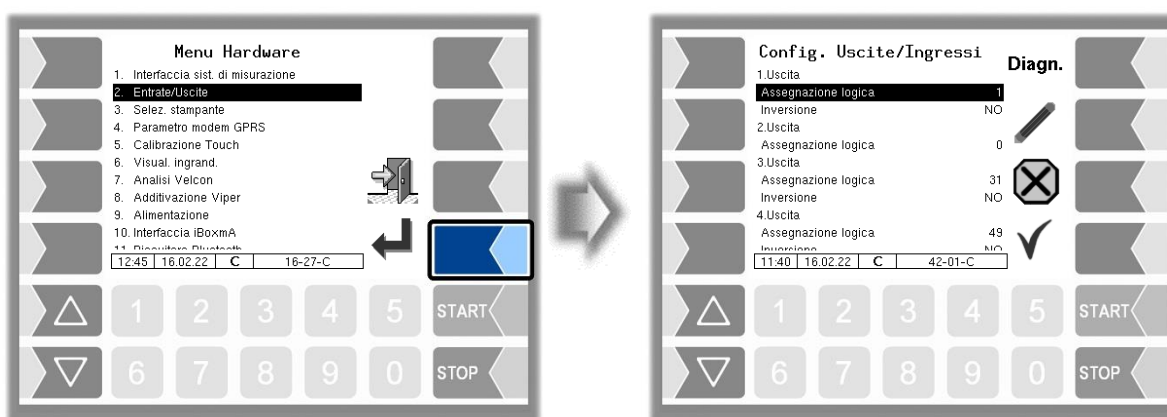 Menu Hardware
1. Interfaccia sist. di misurazione
2. Entrate/Uscite
3. Selez. stampante
4. Parametro modem GPRS
5. Calibrazione Touch
6. Visual. ingrand.
7. Analisi Velcon
8. Additivazione Viper
9. Alimentazione
10. Interfaccia iBoxmA
12:45 16.02.22 C 16-27-C
1 2 3 4 5 START
6 7 8 9 0 STOP
Config. Uscite/Ingressi
Diagn.
1.Uscita
Assegnazione logica 1
Inversione NO
2.Uscita
Assegnazione logica 0
3.Uscita
Assegnazione logica 31
Inversione NO
4.Uscita
Assegnazione logica 49
Inversione NO
11:40 16.02.22 C 42-01-C
1 2 3 4 5 START
6 7 8 9 0 STOP